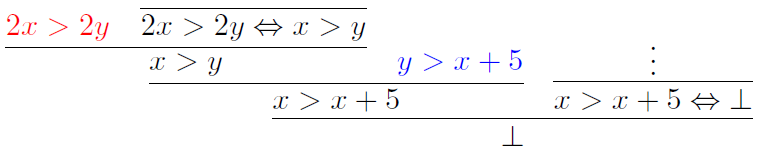 2x > 2y 2x > 2y ⇔ x > y
x > y y > x + 5 ⋮
x > x + 5 x > x + 5 ⇔ ⊥
⊥